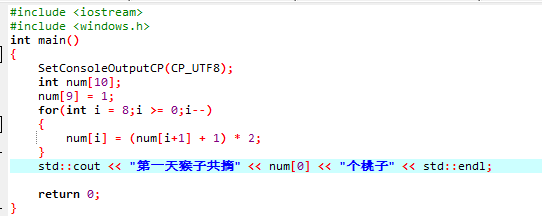 #include <iostream>
#include <windows.h>
int main()
{
    SetConsoleOutputCP(CP_UTF8);
    int num[10];
    num[9] = 1;
    for(int i = 8;i >= 0;i--)
    {
        num[i] = (num[i+1] + 1) * 2;
    }
    std::cout << "第一天猴子共摘" << num[0] << "个桃子" << std::endl;

    return 0;
}